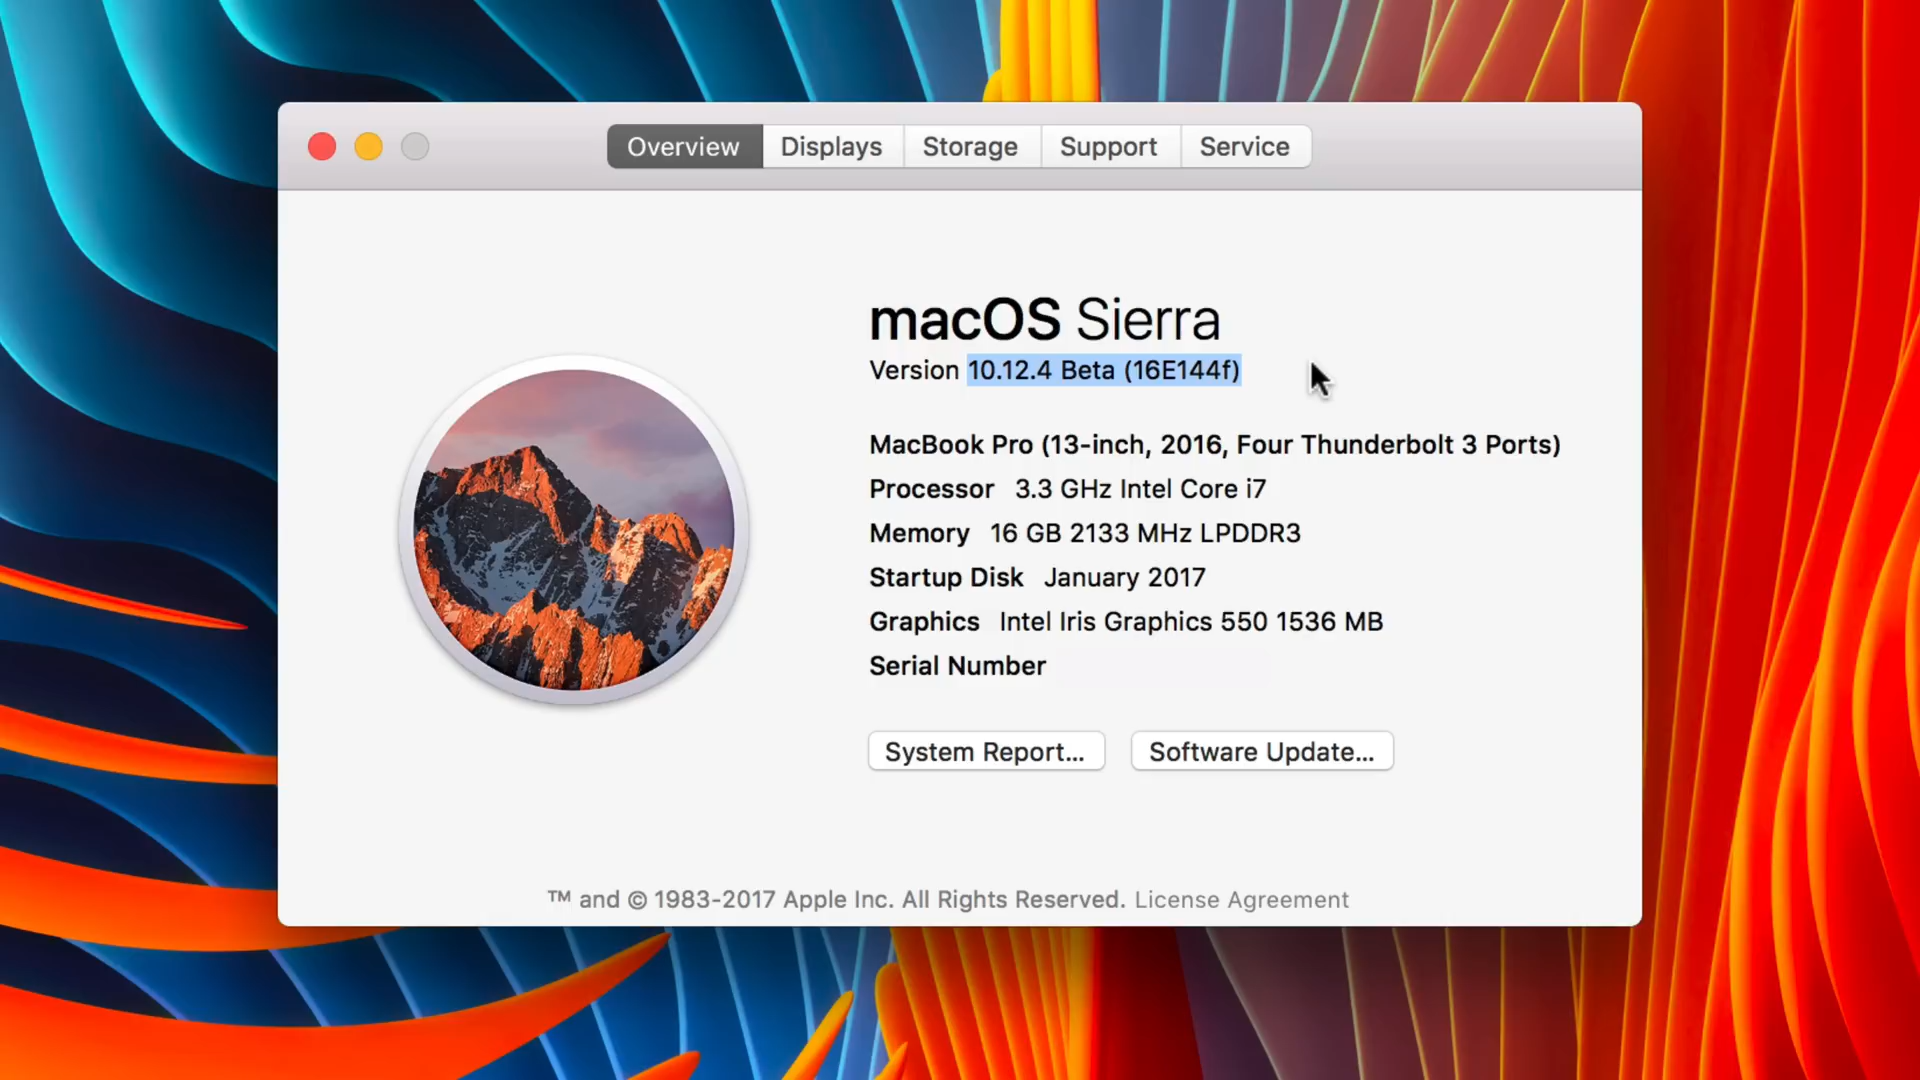 Overview Displays Storage Support Service
macOS Sierra
Version 10.12.4 Beta (16E144f)
MacBook Pro (13-inch, 2016, Four Thunderbolt 3 Ports)
Processor 3.3 GHz Intel Core i7
Memory 16 GB 2133 MHz LPDDR3
Startup Disk January 2017
Graphics Intel Iris Graphics 550 1536 MB
Serial Number
System Report... Software Update...
™ and © 1983-2017 Apple Inc. All Rights Reserved. License Agreement